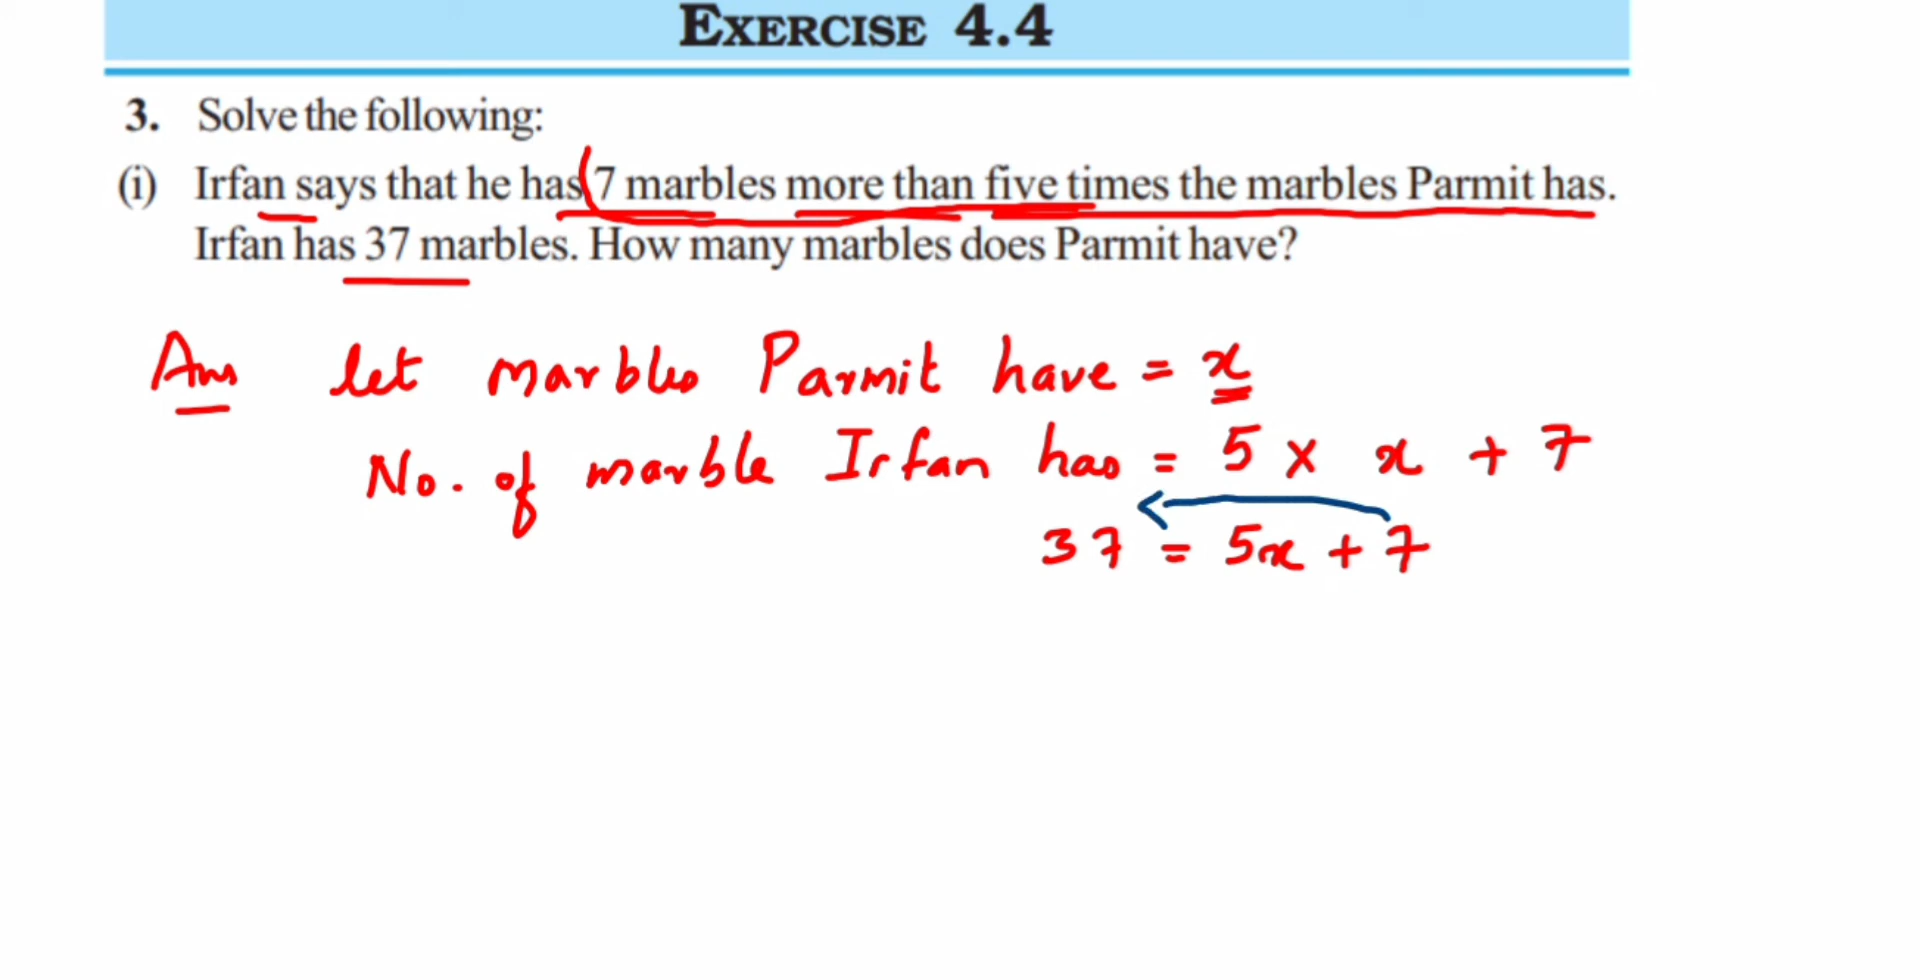 EXERCISE 4.4
3. Solve the following:
(i) Irfan says that he has 7 marbles more than five times the marbles Parmit has.
Irfan has 37 marbles. How many marbles does Parmit have?
Ans let marbles Parmit have = x
No. of marble Irfan has = 5 × x + 7
37 = 5x + 7